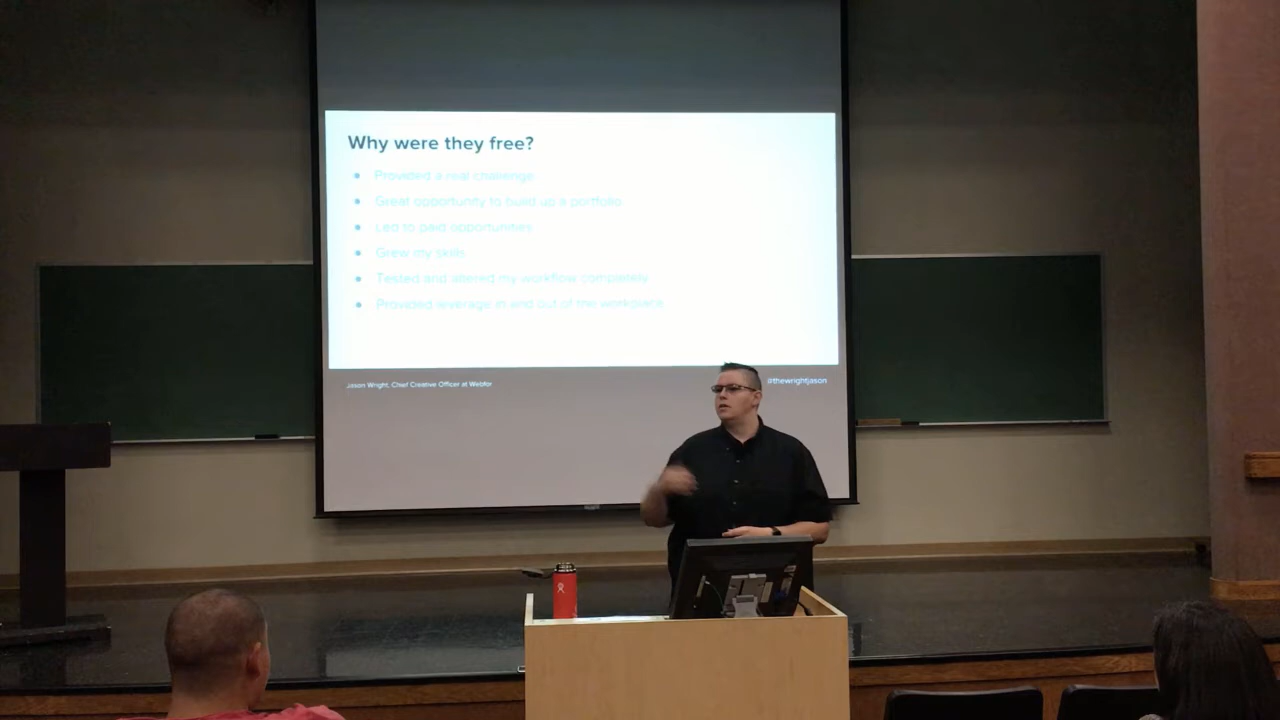 Why were they free?
● Provided a real challenge
● Great opportunity to build up a portfolio
● Led to paid opportunities
● Grew my skills
● Tested and altered my workflow completely
● Provided leverage in and out of the workplace
Jason Wright, Chief Creative Officer at Webfor
#thewrightjason